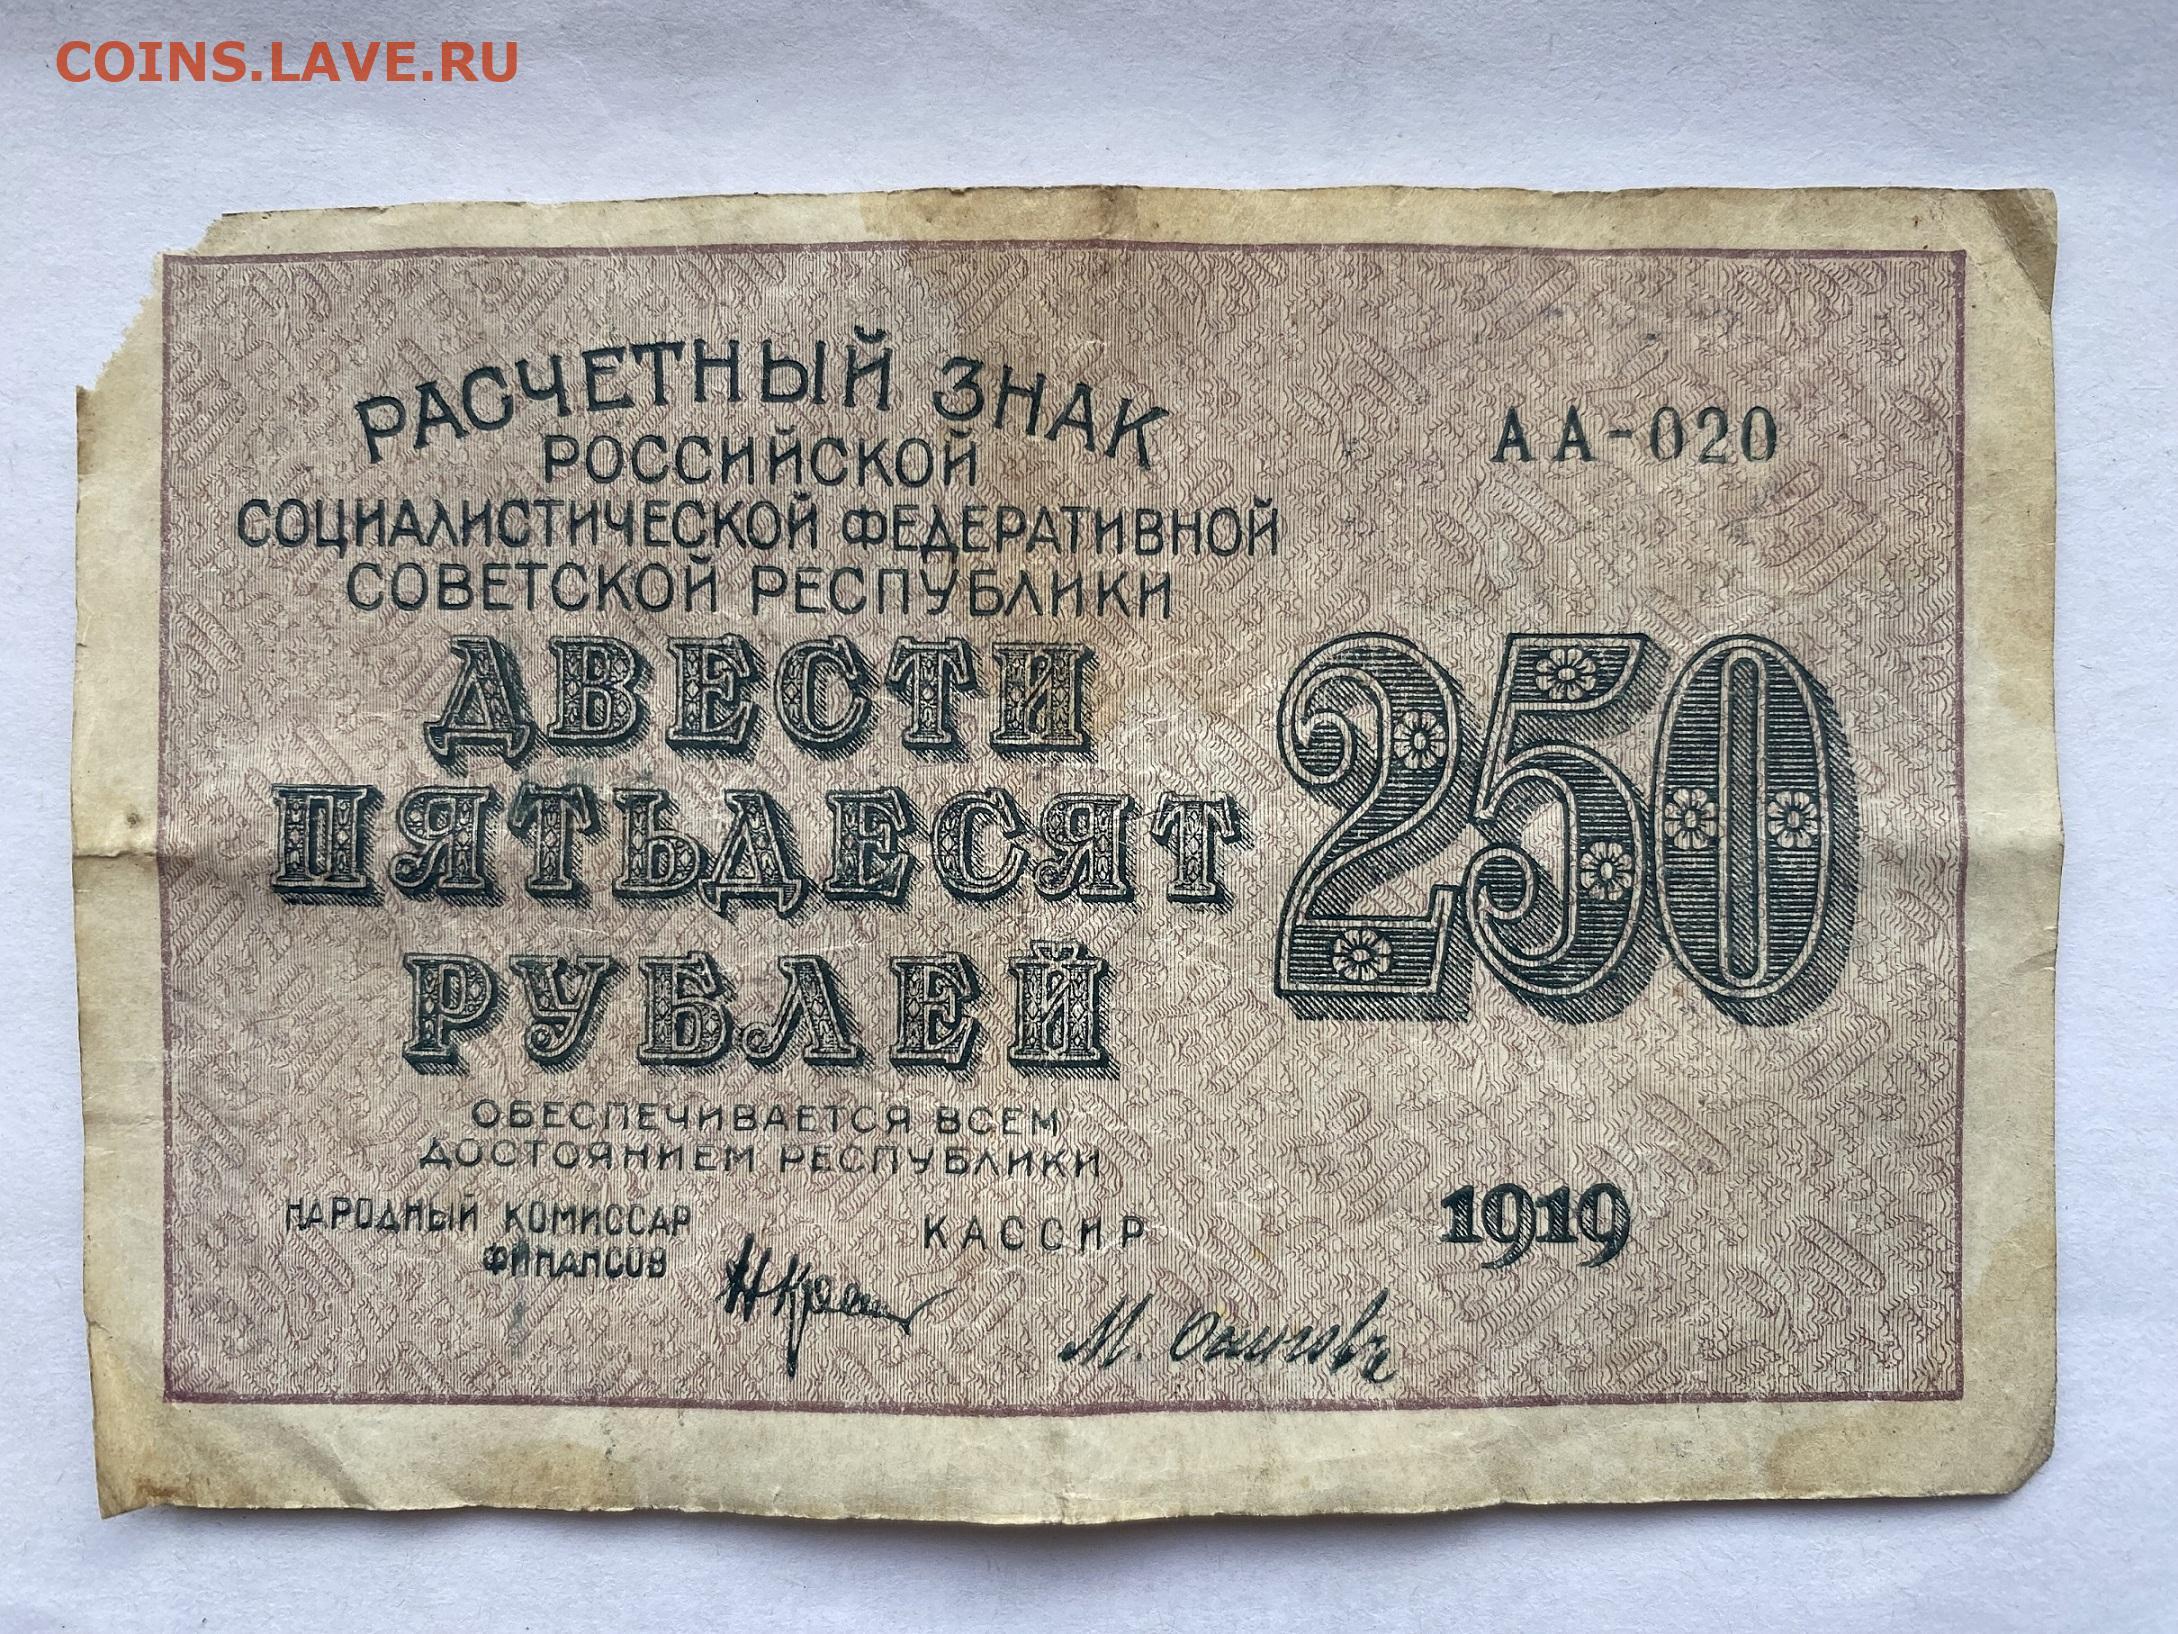 COINS.LAVE.RU
РАСЧЕТНЫЙ ЗНАК
РОССИЙСКОЙ
СОЦИАЛИСТИЧЕСКОЙ ФЕДЕРАТИВНОЙ
СОВЕТСКОЙ РЕСПУБЛИКИ
АА-020
ДВЕСТИ
ПЯТЬДЕСЯТ
РУБЛЕЙ
250
ОБЕСПЕЧИВАЕТСЯ ВСЕМ
ДОСТОЯНИЕМ РЕСПУБЛИКИ
НАРОДНЫЙ КОМИССАР
ФИНАНСОВ
КАССИР
1919
М.